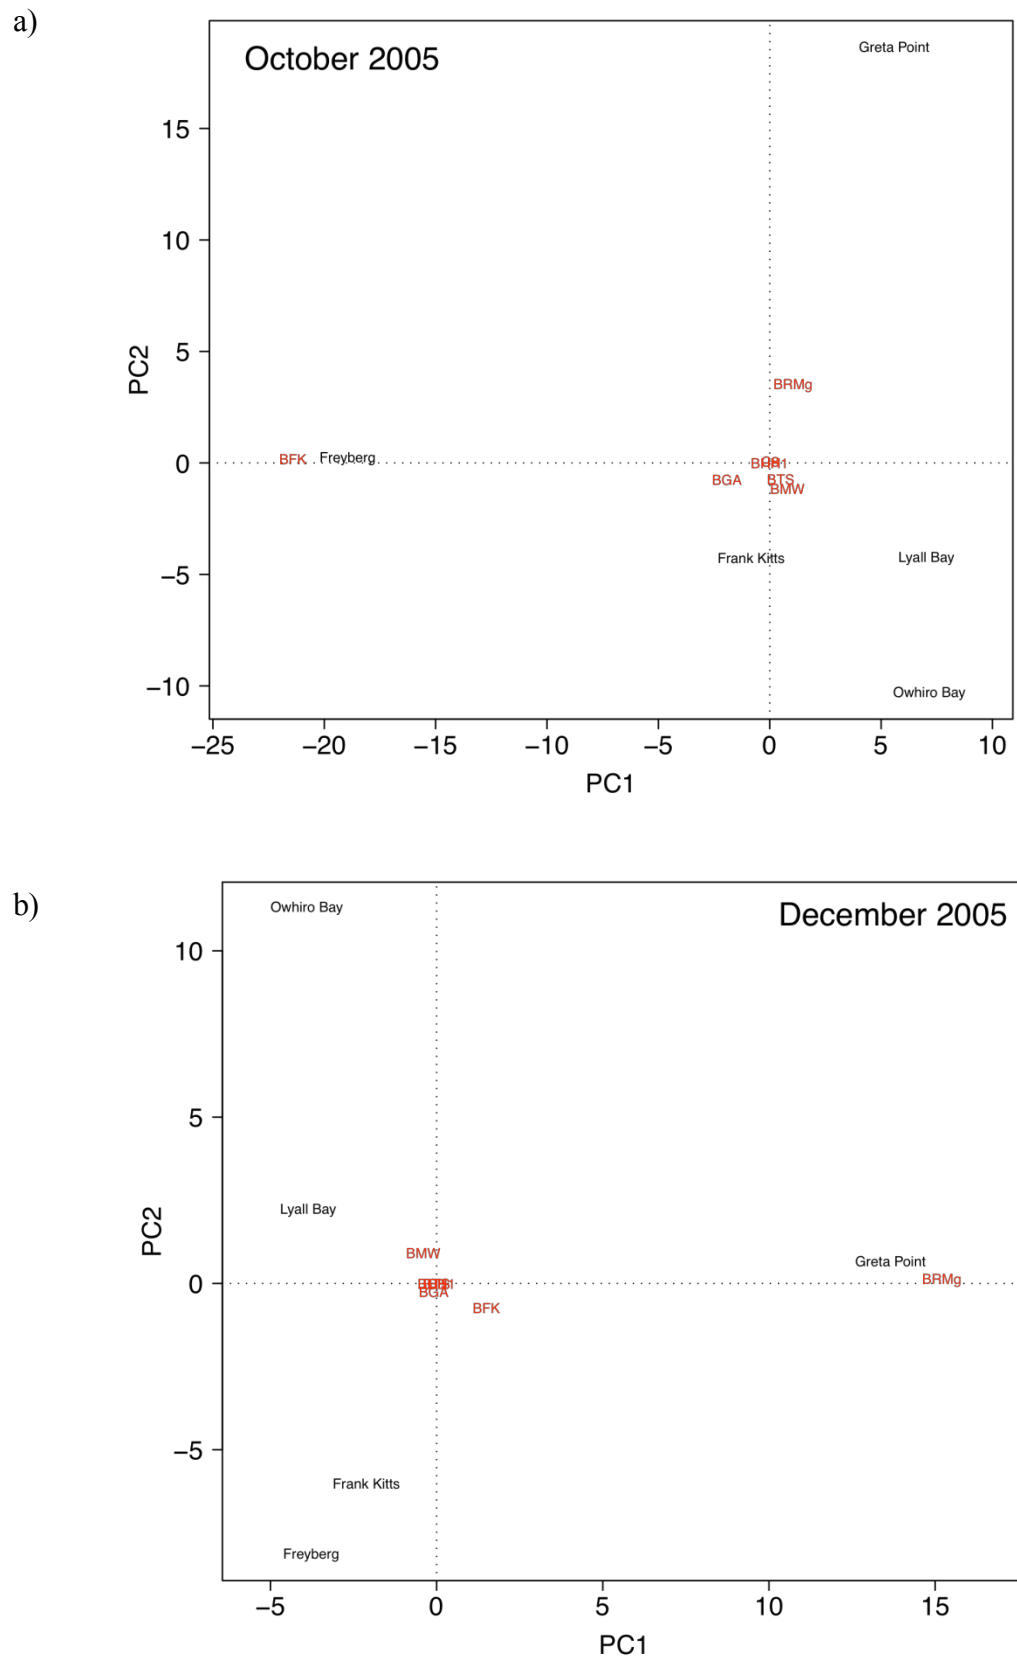 a)
October 2005
Greta Point
15
10
5
0
−5
−10
PC2
BRMg
BFK
Freyberg
BGA
BTS
BMW
Frank Kitts
Lyall Bay
Owhiro Bay
−25
−20
−15
−10
−5
0
5
10
PC1
b)
December 2005
Owhiro Bay
10
5
0
−5
PC2
Lyall Bay
BMW
BGA
BFK
Greta Point
BRMg
Frank Kitts
Freyberg
−5
0
5
10
15
PC1